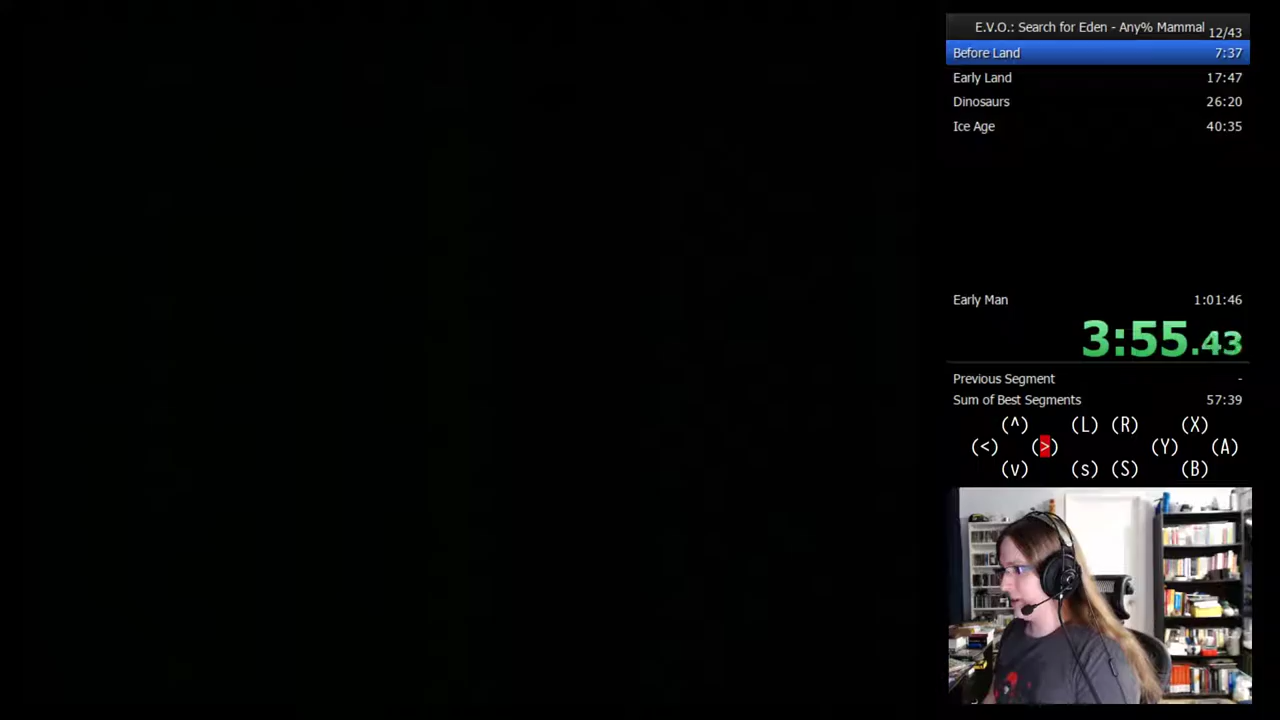 E.V.O.: Search for Eden - Any% Mammal 12/43
Before Land 7:37
Early Land 17:47
Dinosaurs 26:20
Ice Age 40:35
Early Man 1:01:46
3:55.43
Previous Segment -
Sum of Best Segments 57:39
(^) (L) (R) (X)
(<) (>) (Y) (A)
(v) (s) (S) (B)